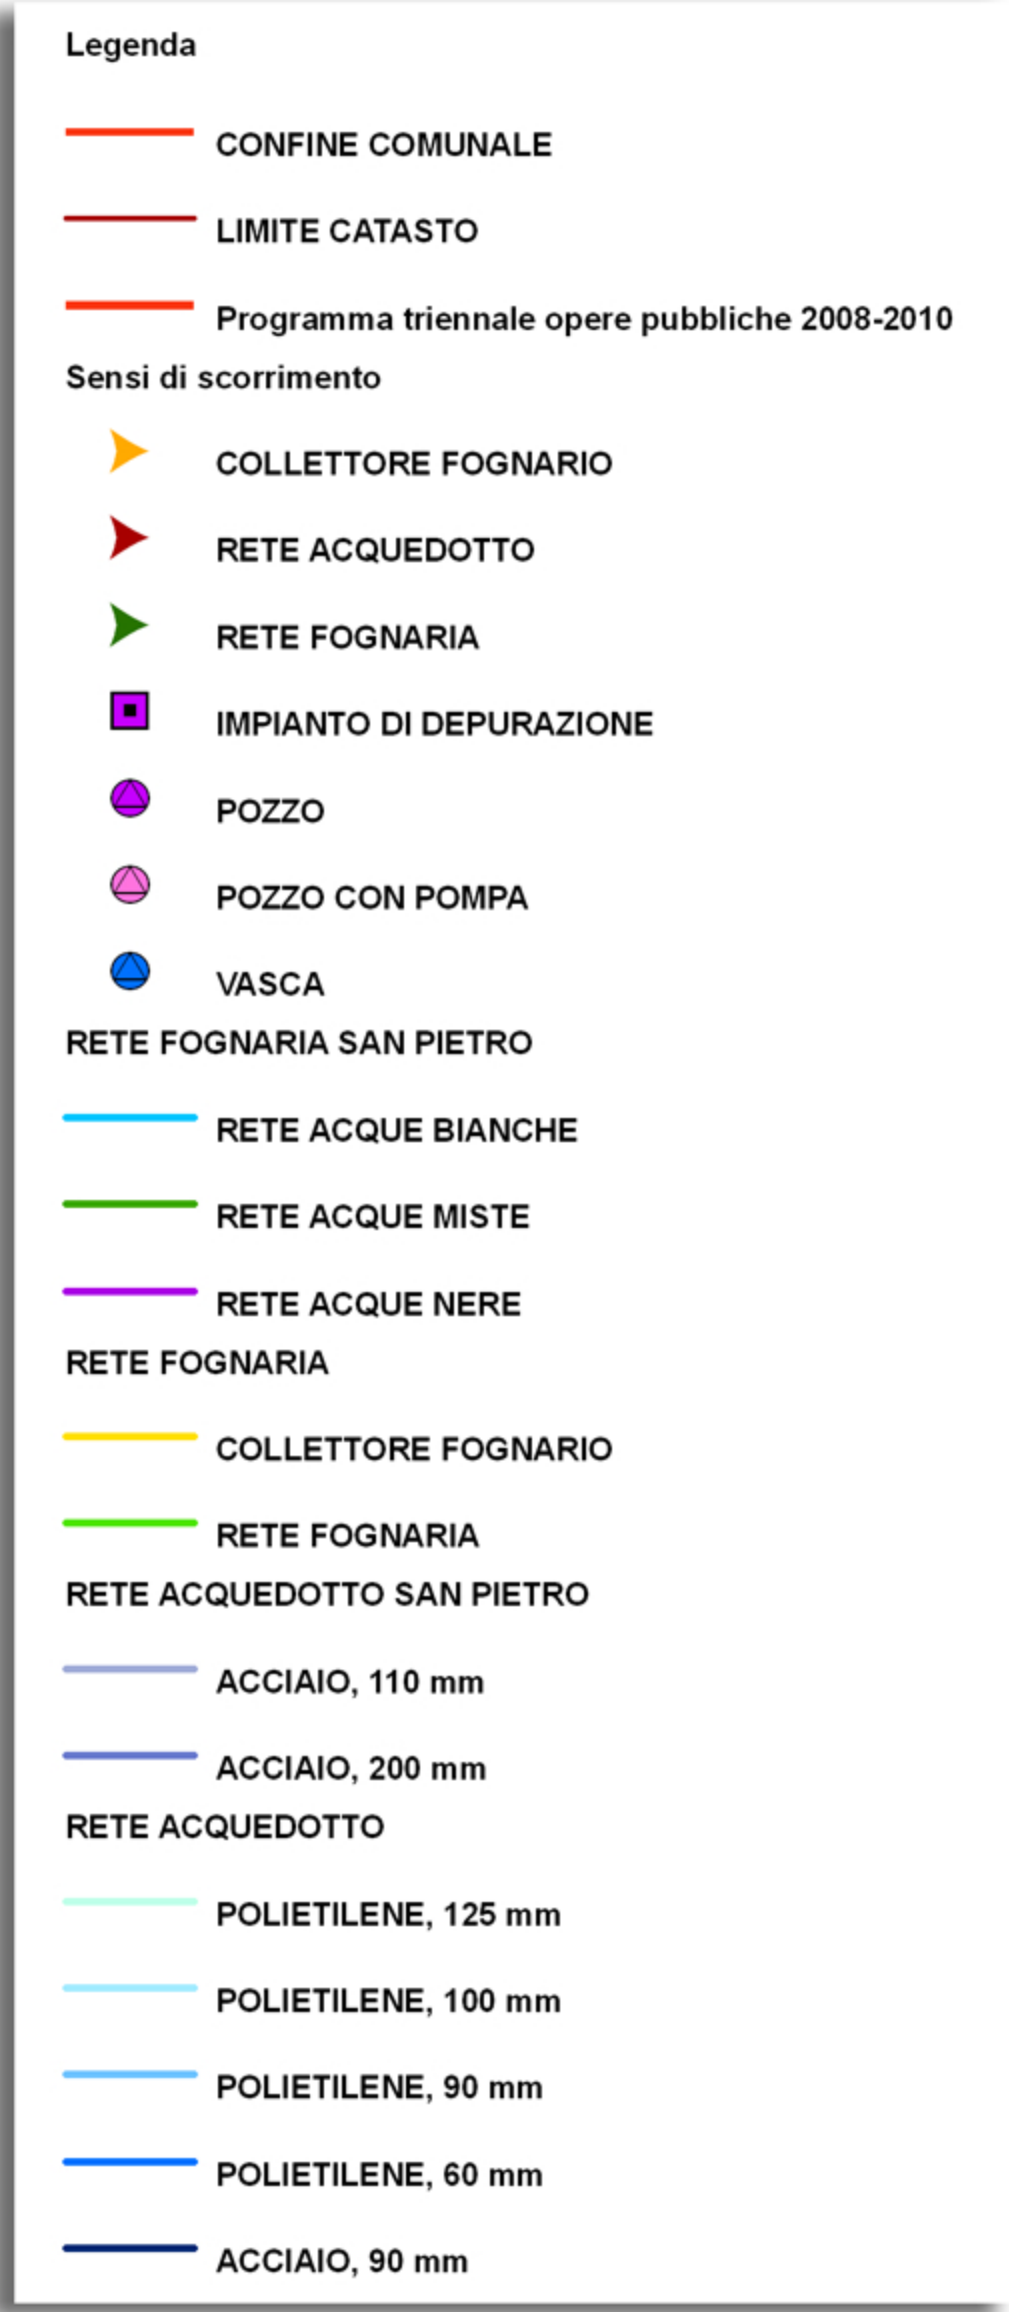 Legenda
CONFINE COMUNALE
LIMITE CATASTO
Programma triennale opere pubbliche 2008-2010
Sensi di scorrimento
COLLETTORE FOGNARIO
RETE ACQUEDOTTO
RETE FOGNARIA
IMPIANTO DI DEPURAZIONE
POZZO
POZZO CON POMPA
VASCA
RETE FOGNARIA SAN PIETRO
RETE ACQUE BIANCHE
RETE ACQUE MISTE
RETE ACQUE NERE
RETE FOGNARIA
COLLETTORE FOGNARIO
RETE FOGNARIA
RETE ACQUEDOTTO SAN PIETRO
ACCIAIO, 110 mm
ACCIAIO, 200 mm
RETE ACQUEDOTTO
POLIETILENE, 125 mm
POLIETILENE, 100 mm
POLIETILENE, 90 mm
POLIETILENE, 60 mm
ACCIAIO, 90 mm